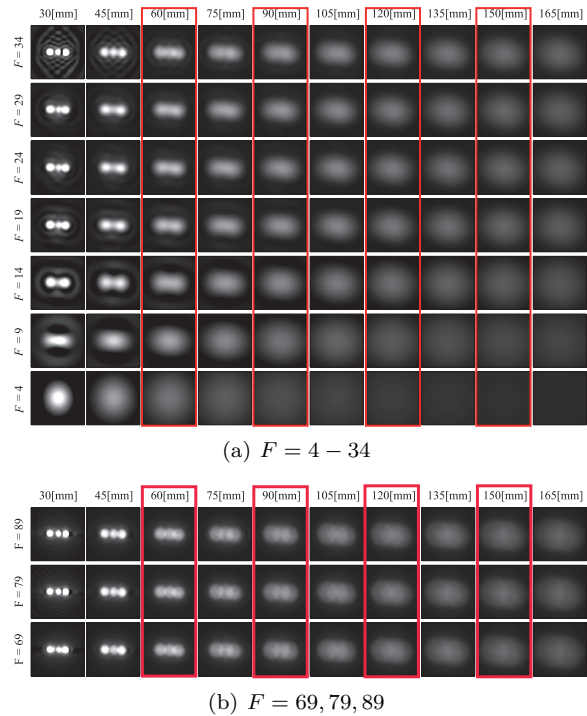 30[mm] 45[mm] 60[mm] 75[mm] 90[mm] 105[mm] 120[mm] 135[mm] 150[mm] 165[mm]
F = 34
F = 29
F = 24
F = 19
F = 14
F = 9
F = 4
(a) F = 4 − 34
30[mm] 45[mm] 60[mm] 75[mm] 90[mm] 105[mm] 120[mm] 135[mm] 150[mm] 165[mm]
F = 89
F = 79
F = 69
(b) F = 69, 79, 89